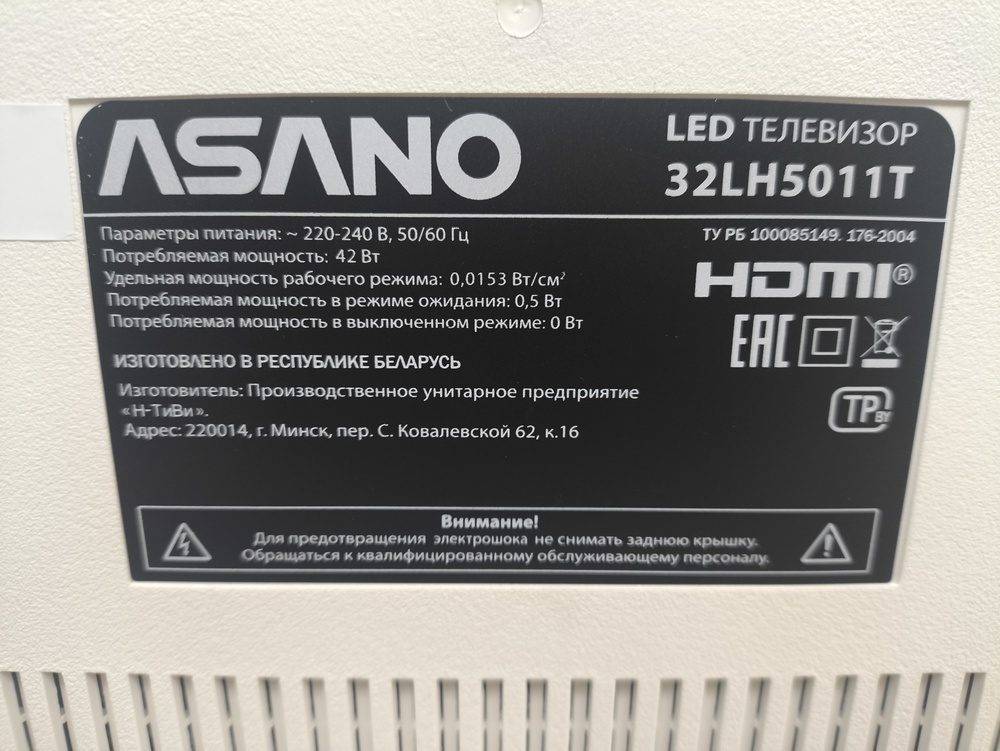 ASANO
LED ТЕЛЕВИЗОР
32LH5011T
Параметры питания: ~ 220-240 В, 50/60 Гц
Потребляемая мощность: 42 Вт
Удельная мощность рабочего режима: 0,0153 Вт/см²
Потребляемая мощность в режиме ожидания: 0,5 Вт
Потребляемая мощность в выключенном режиме: 0 Вт
ТУ РБ 100085149. 176-2004
HDMI®
EAC
ИЗГОТОВЛЕНО В РЕСПУБЛИКЕ БЕЛАРУСЬ
Изготовитель: Производственное унитарное предприятие
«Н-ТиВи».
Адрес: 220014, г. Минск, пер. С. Ковалевской 62, к.16
TP BY
Внимание!
Для предотвращения электрошока не снимать заднюю крышку.
Обращаться к квалифицированному обслуживающему персоналу.